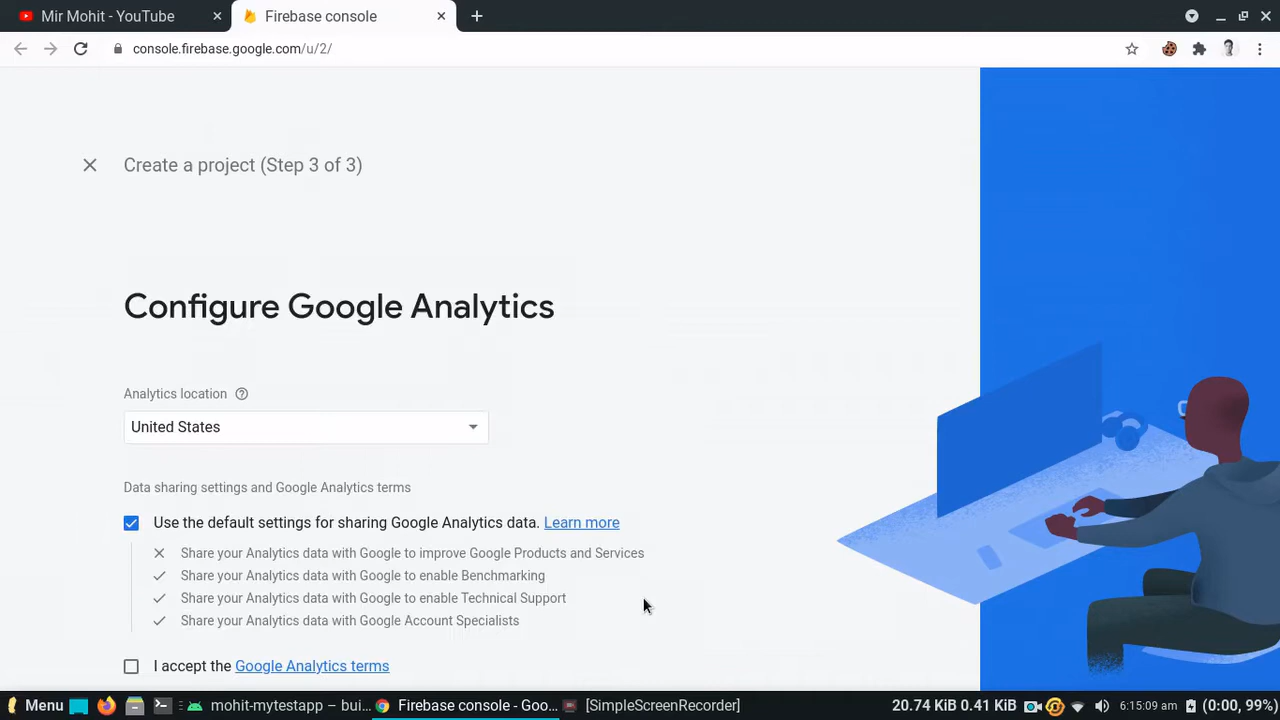 Mir Mohit - YouTube
Firebase console
console.firebase.google.com/u/2/
Create a project (Step 3 of 3)
Configure Google Analytics
Analytics location
United States
Data sharing settings and Google Analytics terms
Use the default settings for sharing Google Analytics data. Learn more
Share your Analytics data with Google to improve Google Products and Services
Share your Analytics data with Google to enable Benchmarking
Share your Analytics data with Google to enable Technical Support
Share your Analytics data with Google Account Specialists
I accept the Google Analytics terms
Menu mohit-mytestapp – bui... Firebase console - Goo... [SimpleScreenRecorder] 20.74 KiB 0.41 KiB 6:15:09 am (0:00, 99%)